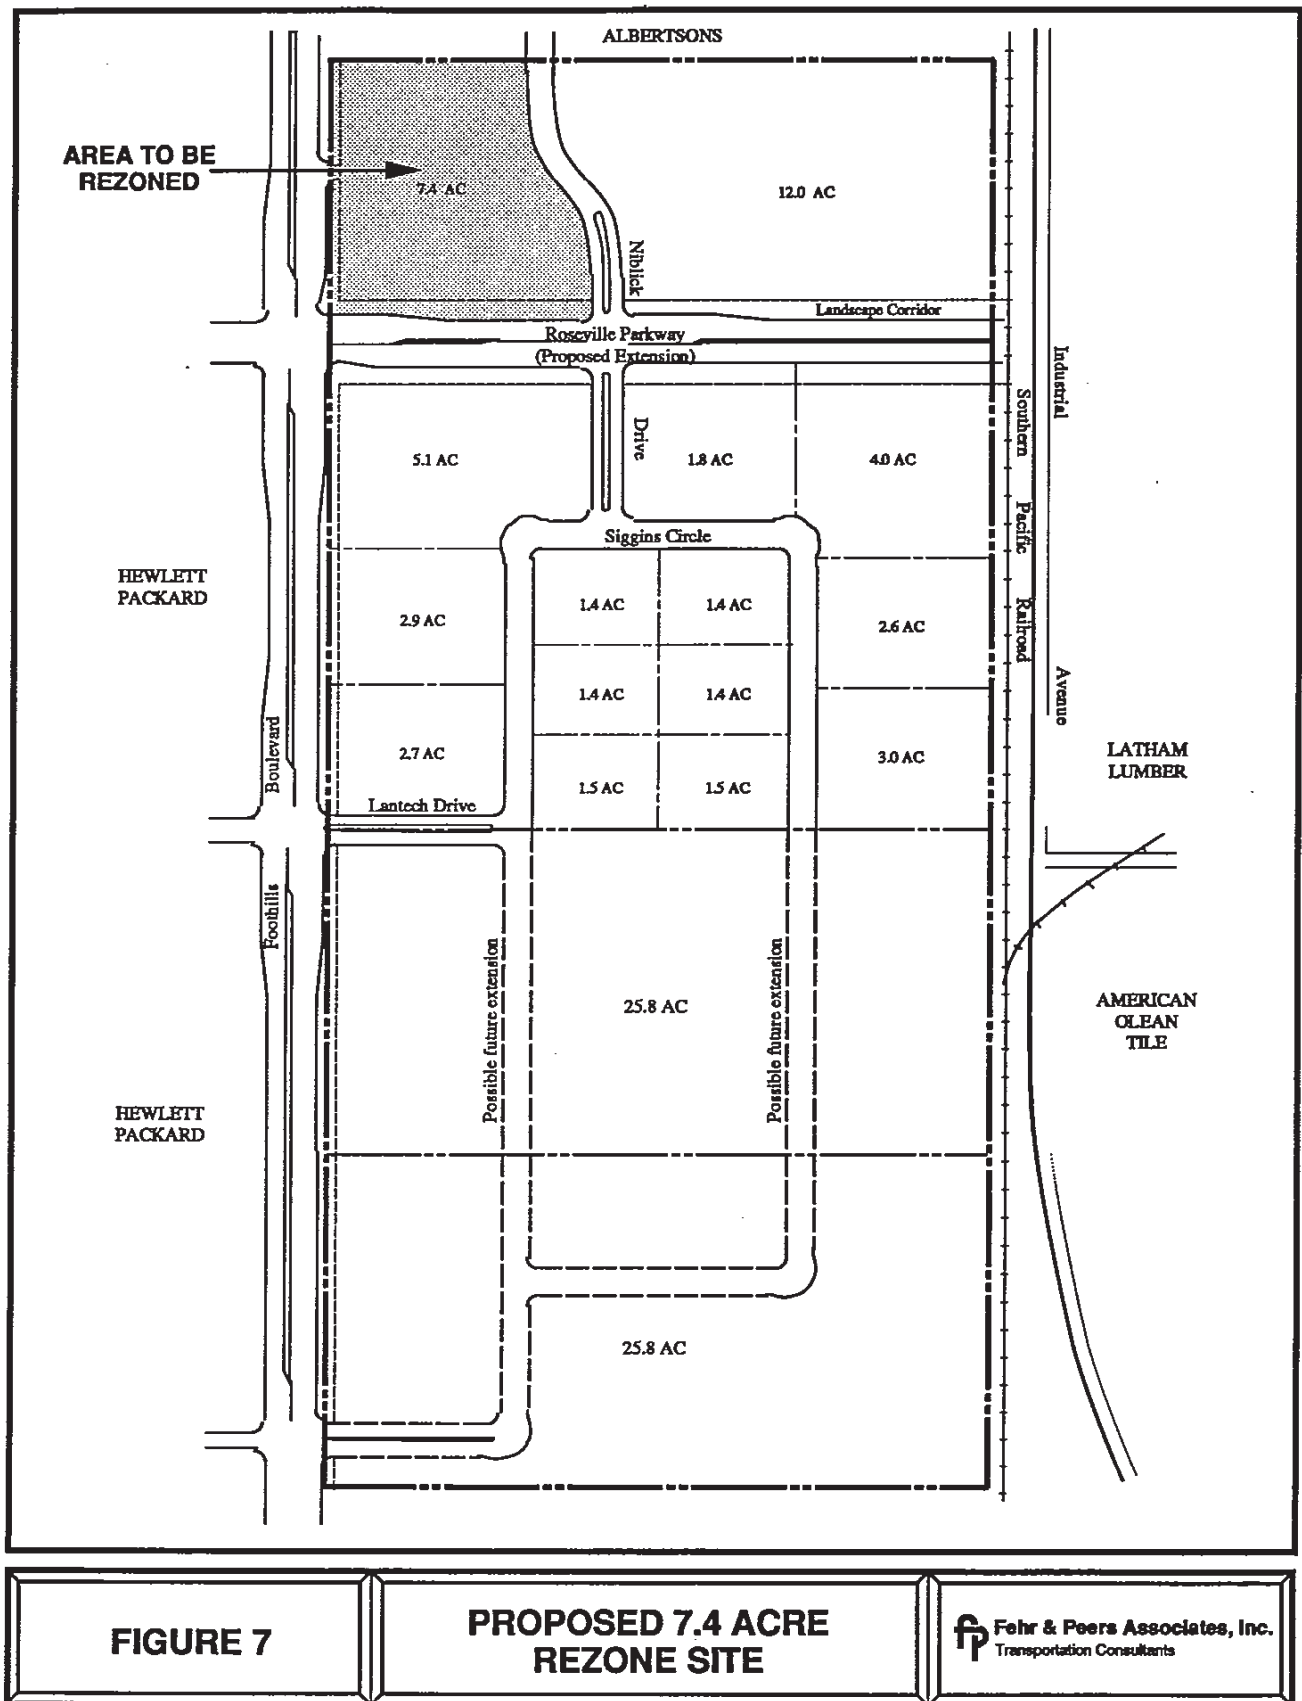 ALBERTSONS
AREA TO BE
REZONED
7.4 AC
12.0 AC
Niblick
Landscape Corridor
Roseville Parkway
(Proposed Extension)
Industrial
Southern Pacific Railroad
Drive
5.1 AC
1.8 AC
4.0 AC
Siggins Circle
HEWLETT
PACKARD
1.4 AC
1.4 AC
2.9 AC
2.6 AC
Avenue
1.4 AC
1.4 AC
Boulevard
2.7 AC
3.0 AC
LATHAM
LUMBER
1.5 AC
1.5 AC
Lantech Drive
Foothills
Possible future extension
Possible future extension
25.8 AC
AMERICAN
OLEAN
TILE
HEWLETT
PACKARD
25.8 AC
FIGURE 7
PROPOSED 7.4 ACRE
REZONE SITE
fp Fehr & Peers Associates, Inc.
Transportation Consultants